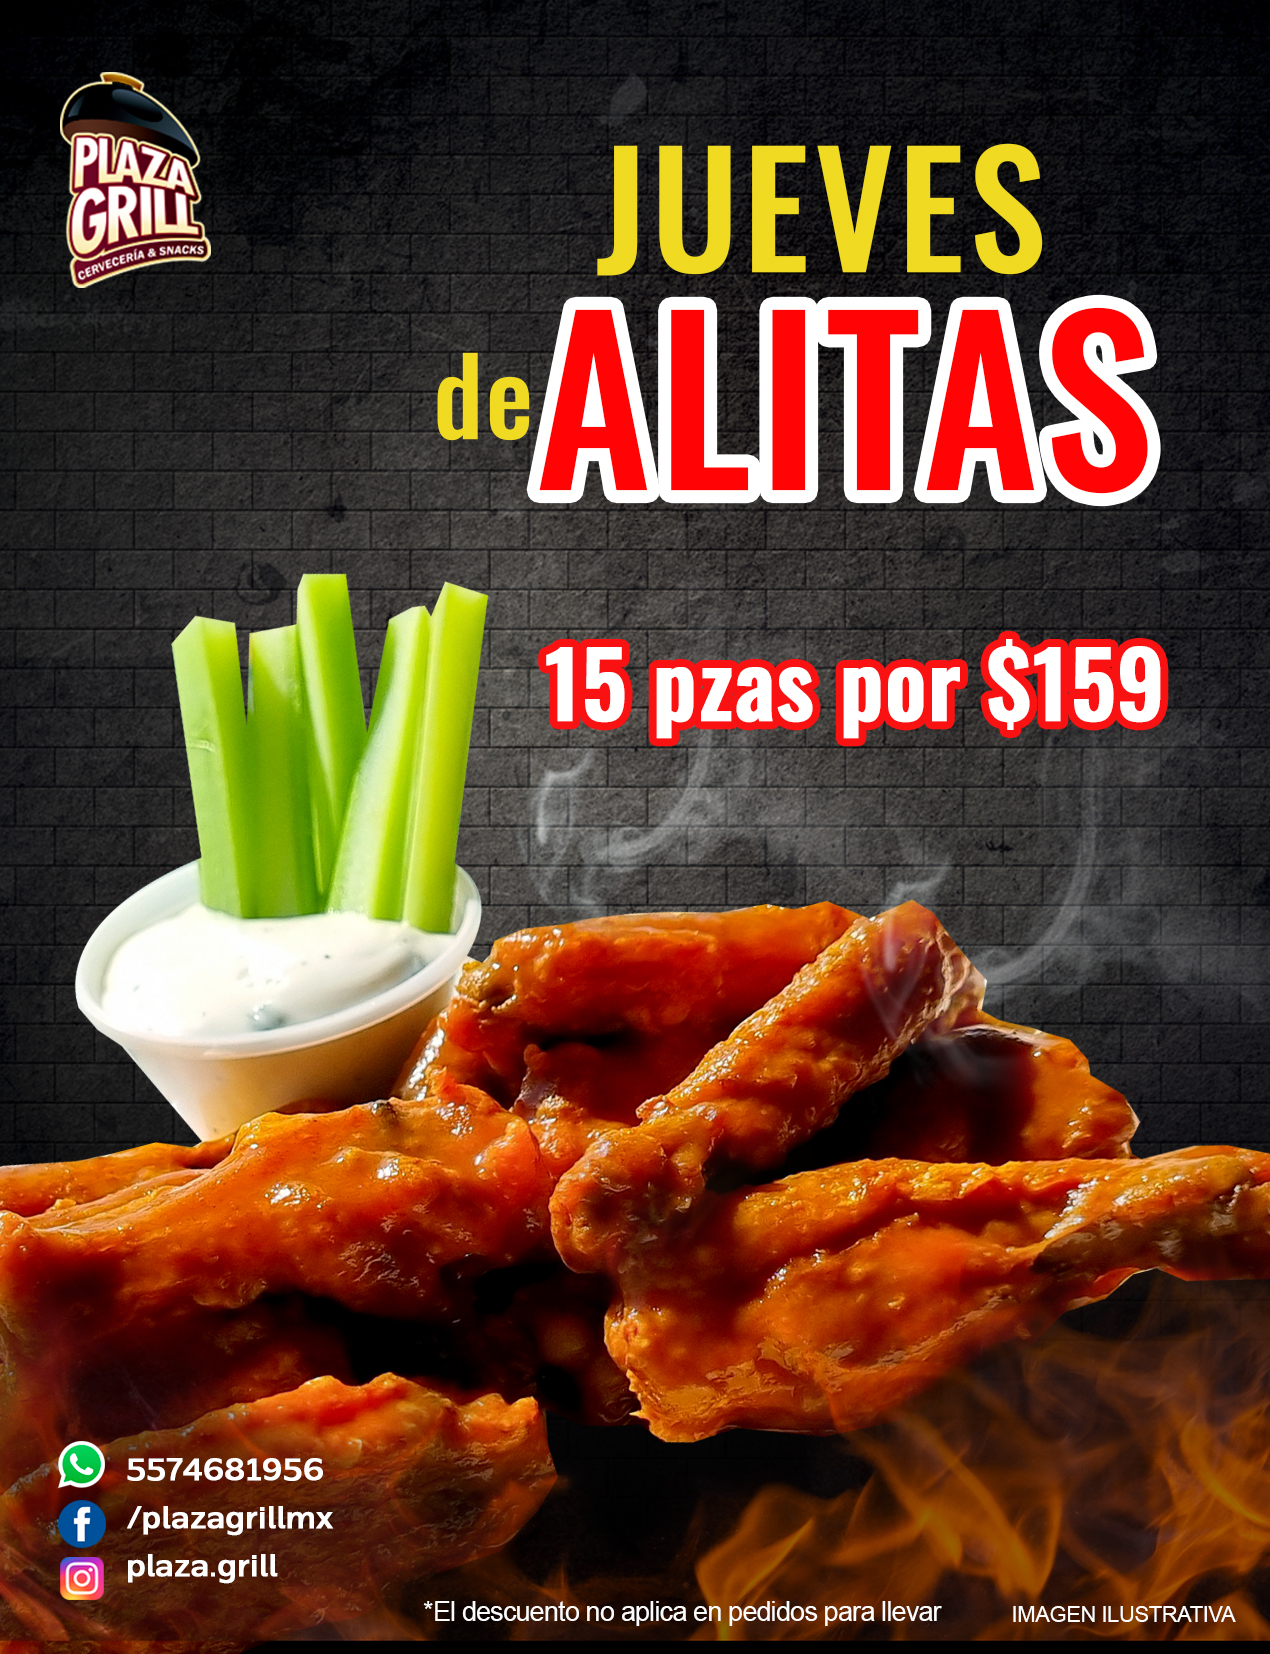 PLAZA
GRILL
CERVECERÍA & SNACKS
JUEVES
de ALITAS
15 pzas por $159
5574681956
/plazagrillmx
plaza.grill
*El descuento no aplica en pedidos para llevar
IMAGEN ILUSTRATIVA